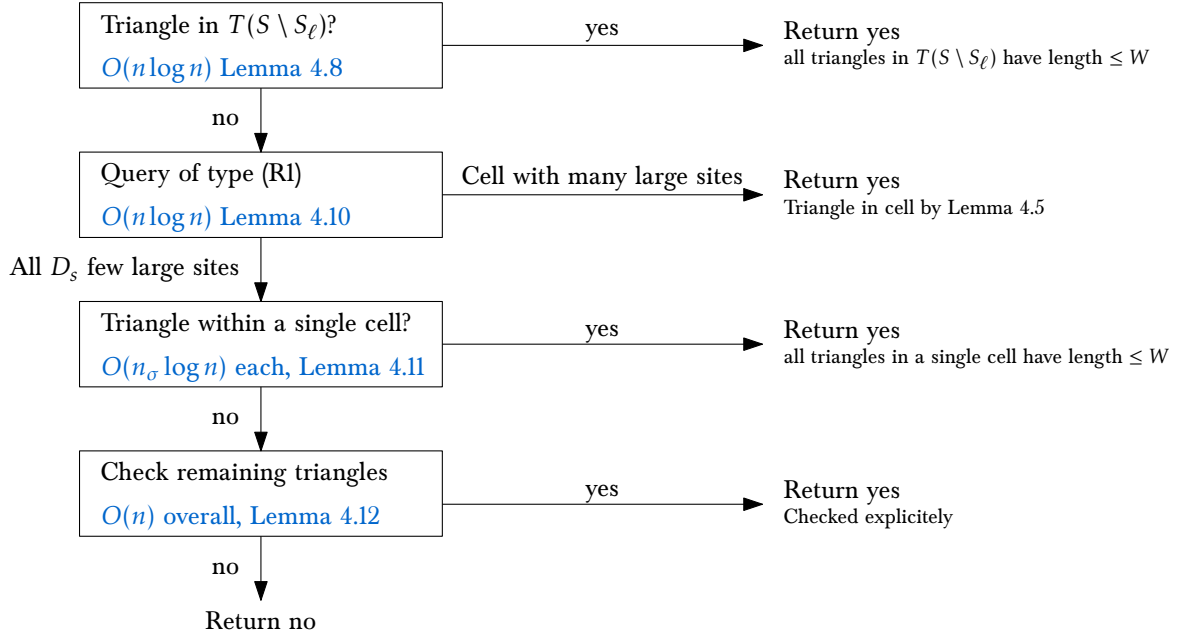 Triangle in T(S \ Sℓ)?
O(n log n) Lemma 4.8
yes
Return yes
all triangles in T(S \ Sℓ) have length ≤ W
no
Query of type (R1)
O(n log n) Lemma 4.10
Cell with many large sites
Return yes
Triangle in cell by Lemma 4.5
All Dₛ few large sites
Triangle within a single cell?
O(n_σ log n) each, Lemma 4.11
yes
Return yes
all triangles in a single cell have length ≤ W
no
Check remaining triangles
O(n) overall, Lemma 4.12
yes
Return yes
Checked explicitely
no
Return no